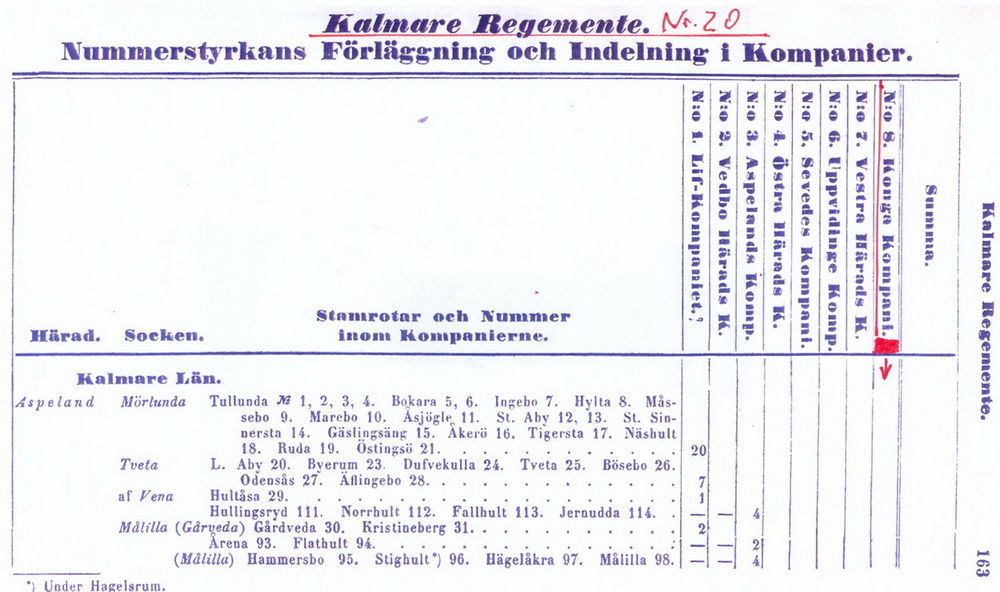 Kalmare Regemente. Nr. 20
Nummerstyrkans Förläggning och Indelning i Kompanier.
Härad. Socken. Stamrotar och Nummer
inom Kompanierne.
N:o 1. Lif-Kompaniet.
N:o 2. Vedbo Härads K.
N:o 3. Aspelands Komp.
N:o 4. Östra Härads K.
N:o 5. Sevedes Kompani.
N:o 6. Uppvidinge Komp.
N:o 7. Vestra Härads K.
N:o 8. Konga Kompani.
Summa.
Kalmare Län.
Aspeland Mörlunda Tullunda № 1, 2, 3, 4. Bokara 5, 6. Ingebo 7. Hylta 8. Mås-
sebo 9. Marebo 10. Åsjögle 11. St. Aby 12, 13. St. Sin-
nersta 14. Gäslingsäng 15. Åkerö 16. Tigersta 17. Näshult
18. Ruda 19. Östingsö 21. . . . . . . . . . . 20
Tveta L. Aby 20. Byerum 23. Dufvekulla 24. Tveta 25. Bösebo 26.
Odensås 27. Äflingebo 28. . . . . . . . . . . 7
af Vena Hultåsa 29. . . . . . . . . . . . . . . 1
Hullingsryd 111. Norrhult 112. Fallhult 113. Jernudda 114. . — — 4
Målilla (Gårveda) Gårdveda 30. Kristineberg 31. . . . . . . . . 2
Årena 93. Flathult 94. . . . . . . . . . . . — — 2
(Målilla) Hammersbo 95. Stighult*) 96. Hägelåkra 97. Målilla 98. — — 4
*) Under Hagelsrum.
Kalmare Regemente.
163